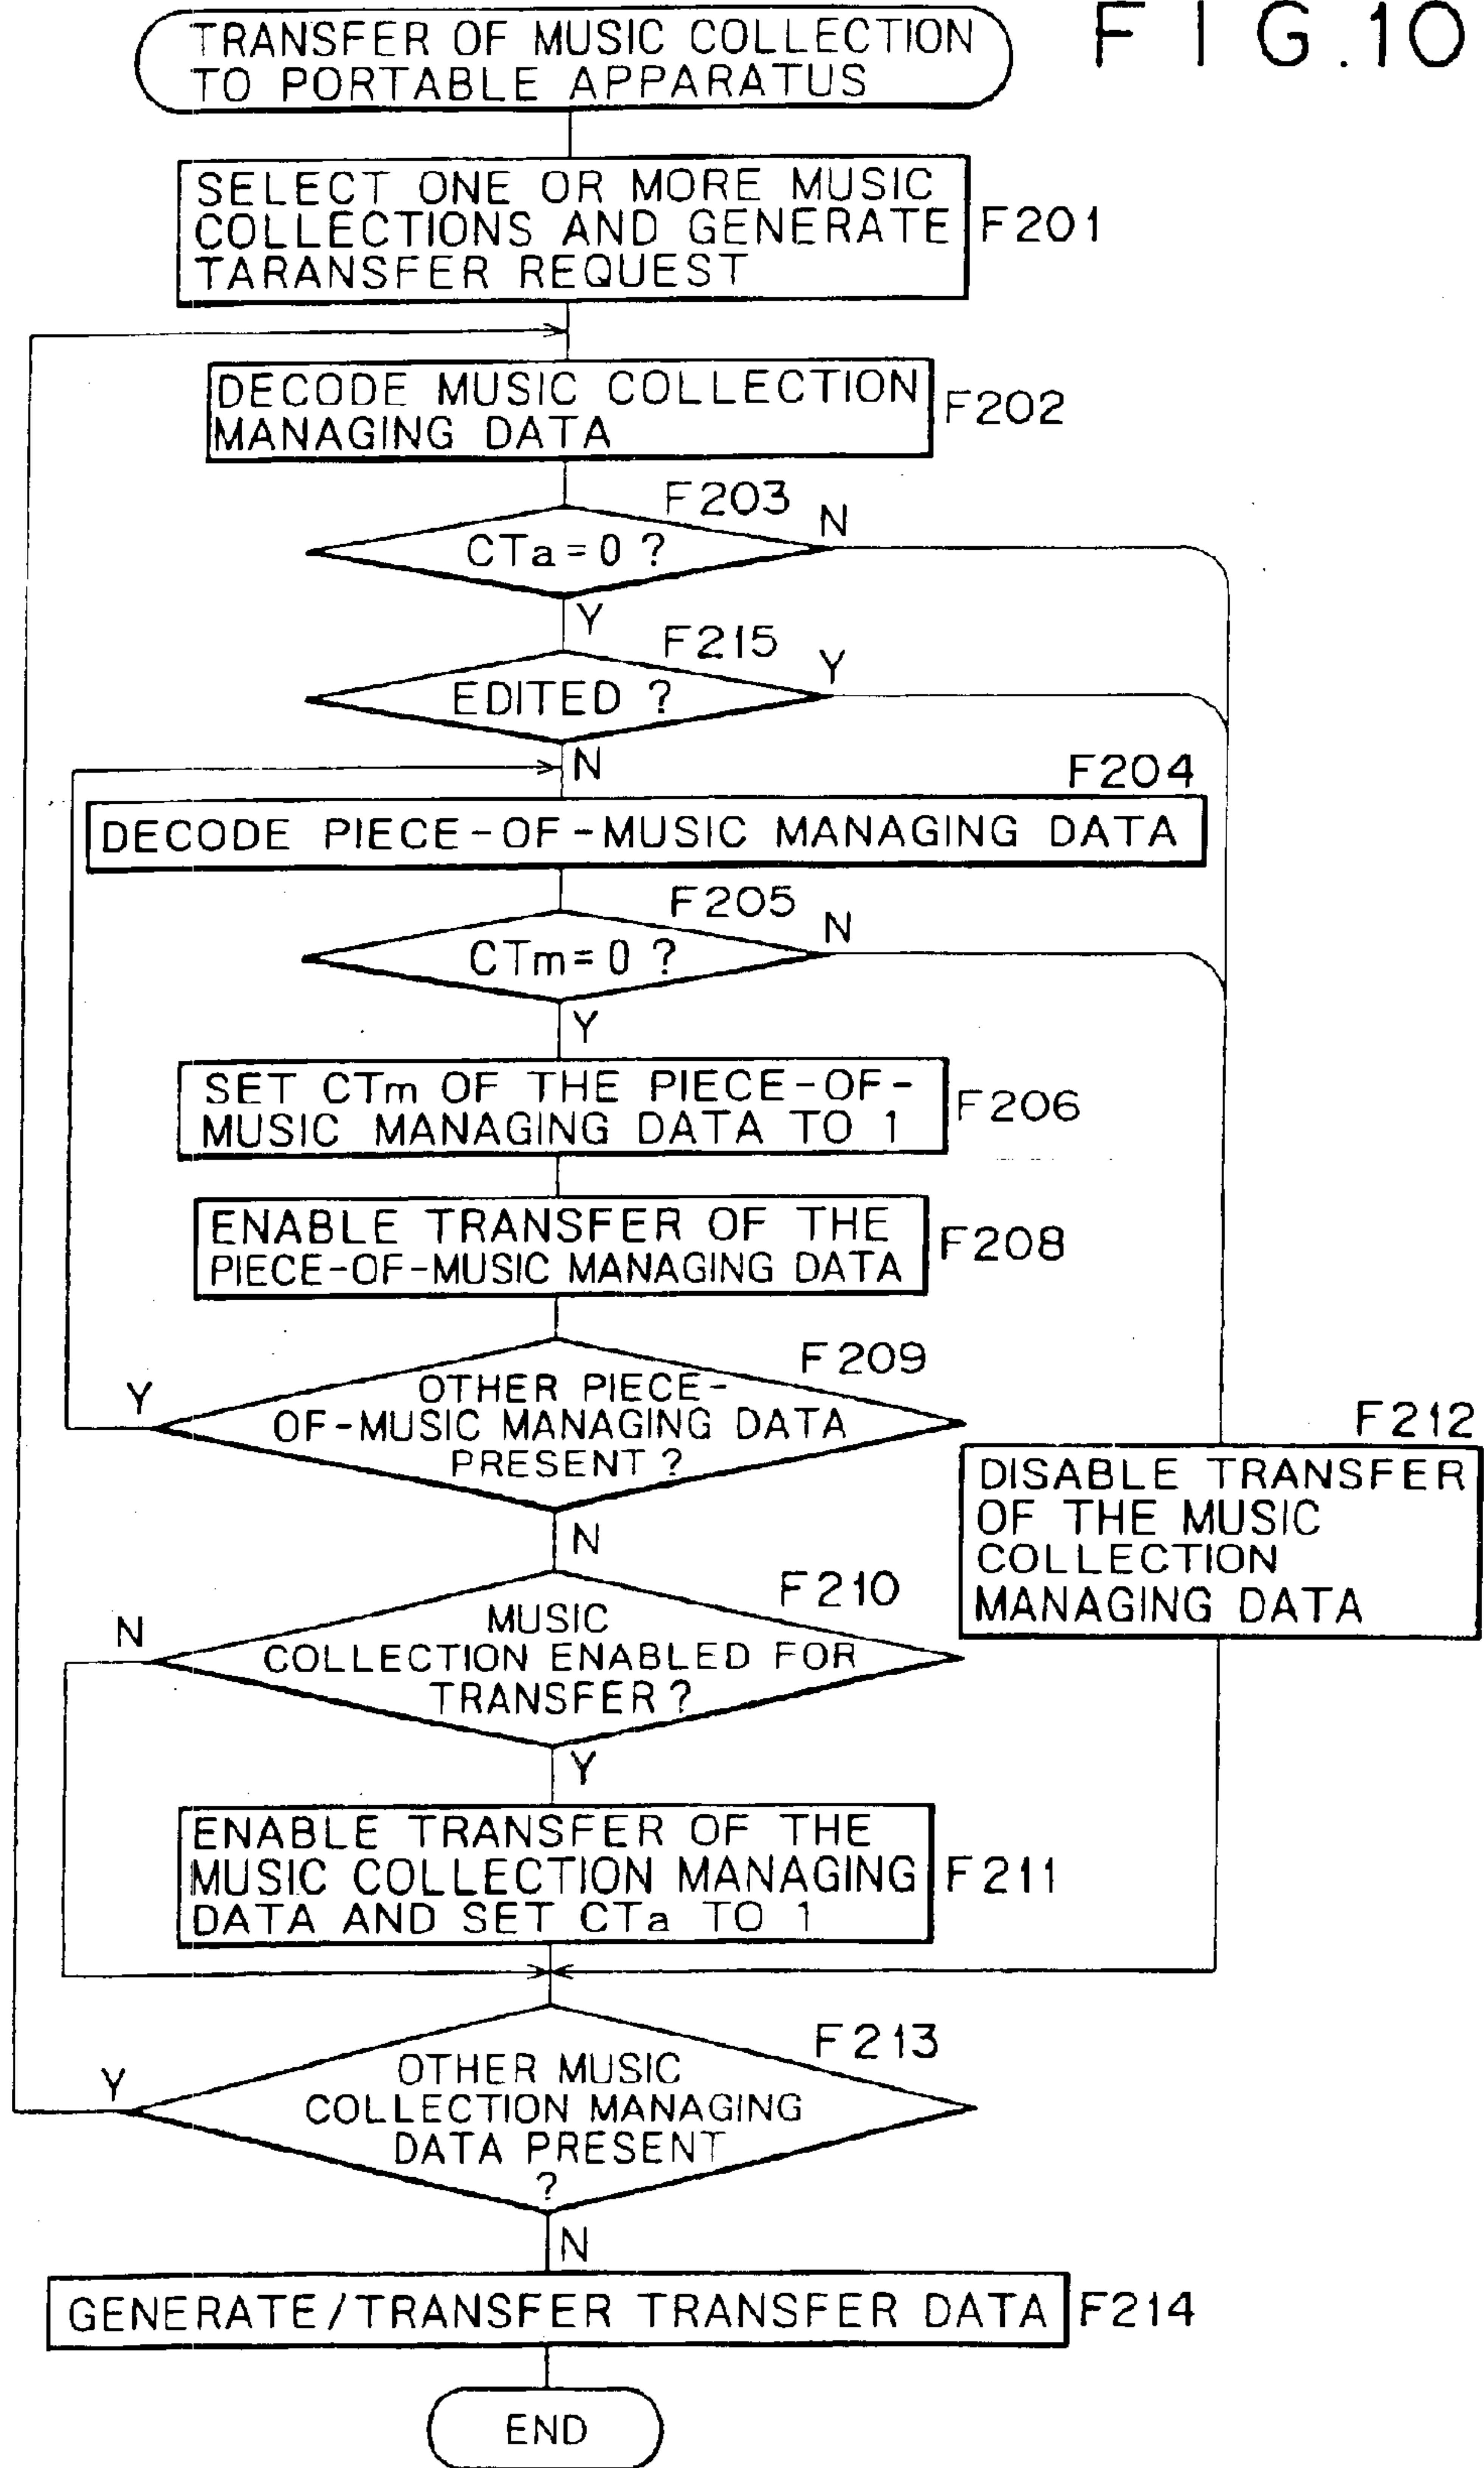 FIG.10
TRANSFER OF MUSIC COLLECTION
TO PORTABLE APPARATUS
SELECT ONE OR MORE MUSIC
COLLECTIONS AND GENERATE
TARANSFER REQUEST
F201
DECODE MUSIC COLLECTION
MANAGING DATA
F202
F203
CTa=0 ?
N
Y
F215
EDITED ?
Y
N
F204
DECODE PIECE-OF-MUSIC MANAGING DATA
F205
CTm=0 ?
N
Y
SET CTm OF THE PIECE-OF-
MUSIC MANAGING DATA TO 1
F206
ENABLE TRANSFER OF THE
PIECE-OF-MUSIC MANAGING DATA
F208
F209
OTHER PIECE-
OF-MUSIC MANAGING DATA
PRESENT ?
Y
N
F212
DISABLE TRANSFER
OF THE MUSIC
COLLECTION
MANAGING DATA
F210
MUSIC
COLLECTION ENABLED FOR
TRANSFER ?
N
Y
ENABLE TRANSFER OF THE
MUSIC COLLECTION MANAGING
DATA AND SET CTa TO 1
F211
F213
OTHER MUSIC
COLLECTION MANAGING
DATA PRESENT
?
Y
N
GENERATE/TRANSFER TRANSFER DATA
F214
END